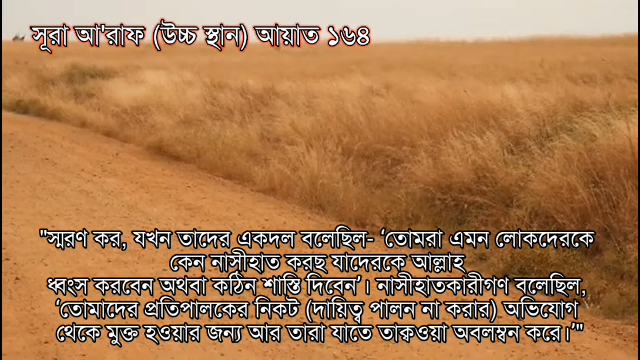 সূরা আ'রাফ (উচ্চ স্থান) আয়াত ১৬৪
"স্মরণ কর, যখন তাদের একদল বলেছিল- ‘তোমরা এমন লোকদেরকে
কেন নাসীহাত করছ যাদেরকে আল্লাহ
ধ্বংস করবেন অথবা কঠিন শাস্তি দিবেন’। নাসীহাতকারীগণ বলেছিল,
‘তোমাদের প্রতিপালকের নিকট (দায়িত্ব পালন না করার) অভিযোগ
থেকে মুক্ত হওয়ার জন্য আর তারা যাতে তাক্বওয়া অবলম্বন করে।’"